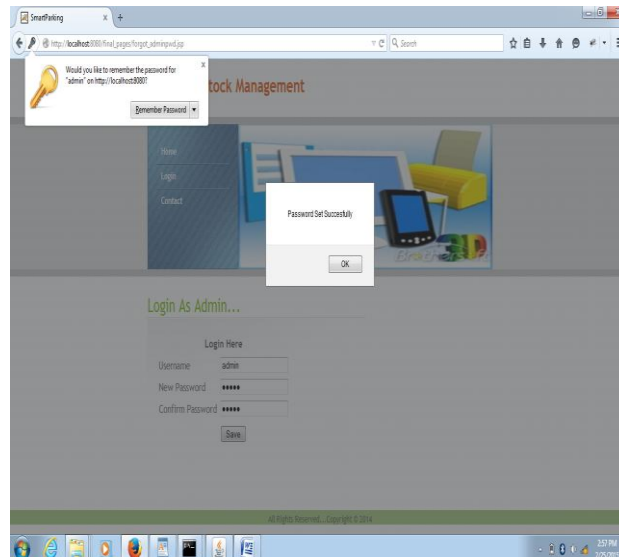 SmartParking
http://localhost:8080/final_pages/forgot_adminpwd.jsp
Search
Would you like to remember the password for
"admin" on http://localhost:8080?
Remember Password
tock Management
Home
Login
Contact
Password Set Succesfully
OK
Login As Admin...
Login Here
Username admin
New Password •••••
Confirm Password •••••
Save
All Rights Reserved... Copyright © 2014
2:57 PM